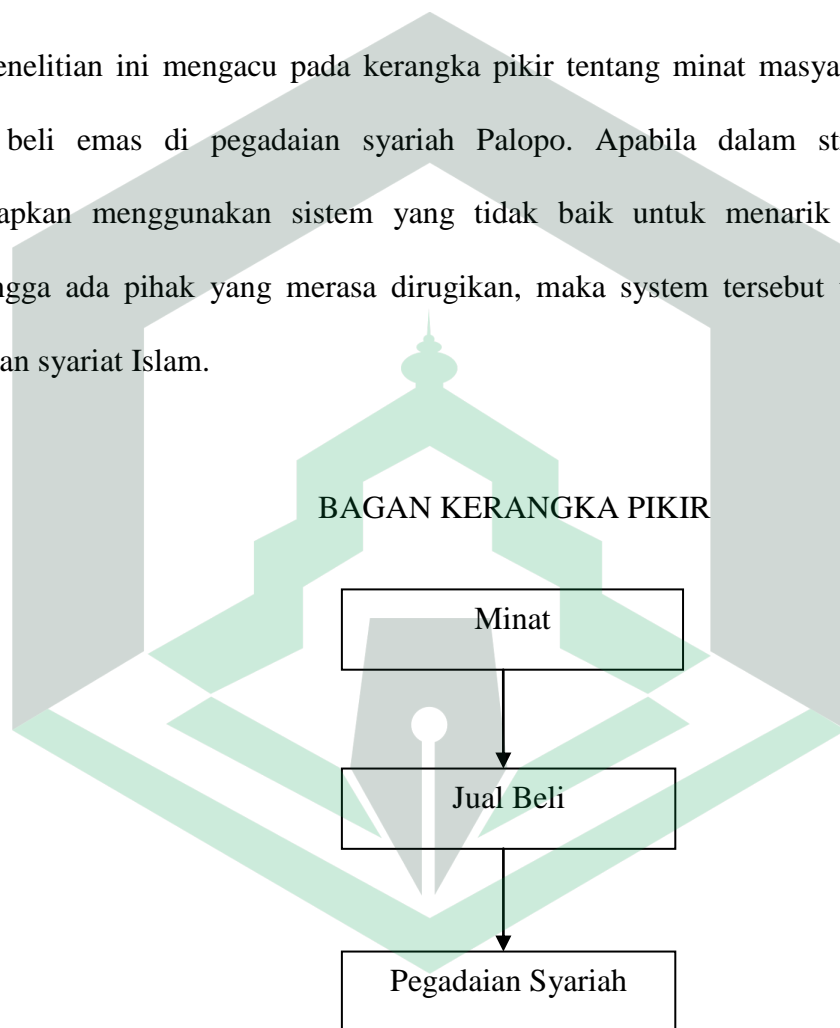 enelitian ini mengacu pada kerangka pikir tentang minat masya
beli emas di pegadaian syariah Palopo. Apabila dalam st
apkan menggunakan sistem yang tidak baik untuk menarik
ngga ada pihak yang merasa dirugikan, maka system tersebut
an syariat Islam.
BAGAN KERANGKA PIKIR
Minat
Jual Beli
Pegadaian Syariah